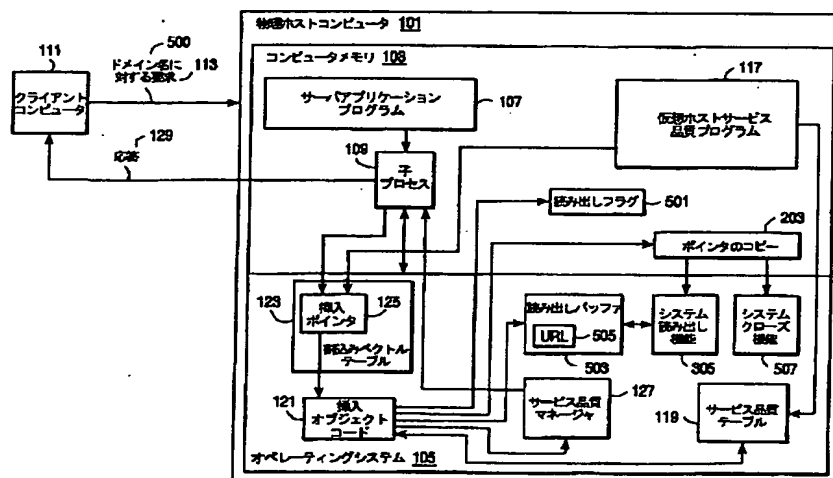 物理ホストコンピュータ 101
500
111
ドメイン名に
対する要求
113
クライアント
コンピュータ
コンピュータメモリ 103
サーバアプリケーション
プログラム
107
117
仮想ホストサービス
品質プログラム
129
応答
109
子
プロセス
読み出しフラグ
501
203
ポインタのコピー
123
挿入
ポインタ
125
読み出しバッファ
URL
505
503
システム
読み出し
機能
305
システム
クローズ
機能
507
ベクトル
テーブル
121
挿入
オブジェクト
コード
127
サービス品質
マネージャ
119
サービス品質
テーブル
オペレーティングシステム 105